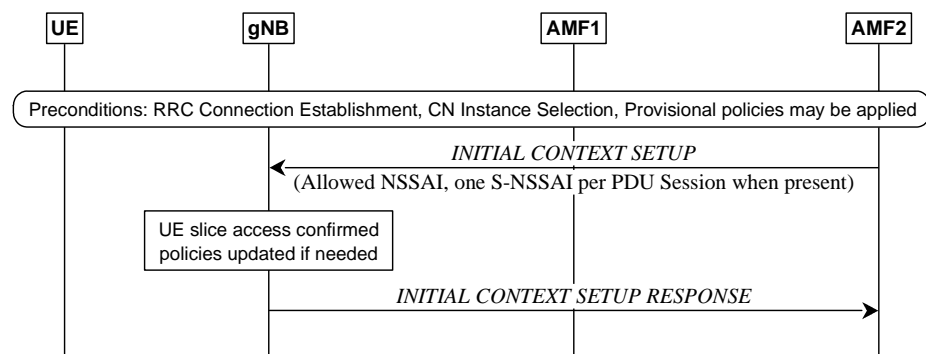 UE gNB AMF1 AMF2
Preconditions: RRC Connection Establishment, CN Instance Selection, Provisional policies may be applied
INITIAL CONTEXT SETUP
(Allowed NSSAI, one S-NSSAI per PDU Session when present)
UE slice access confirmed
policies updated if needed
INITIAL CONTEXT SETUP RESPONSE